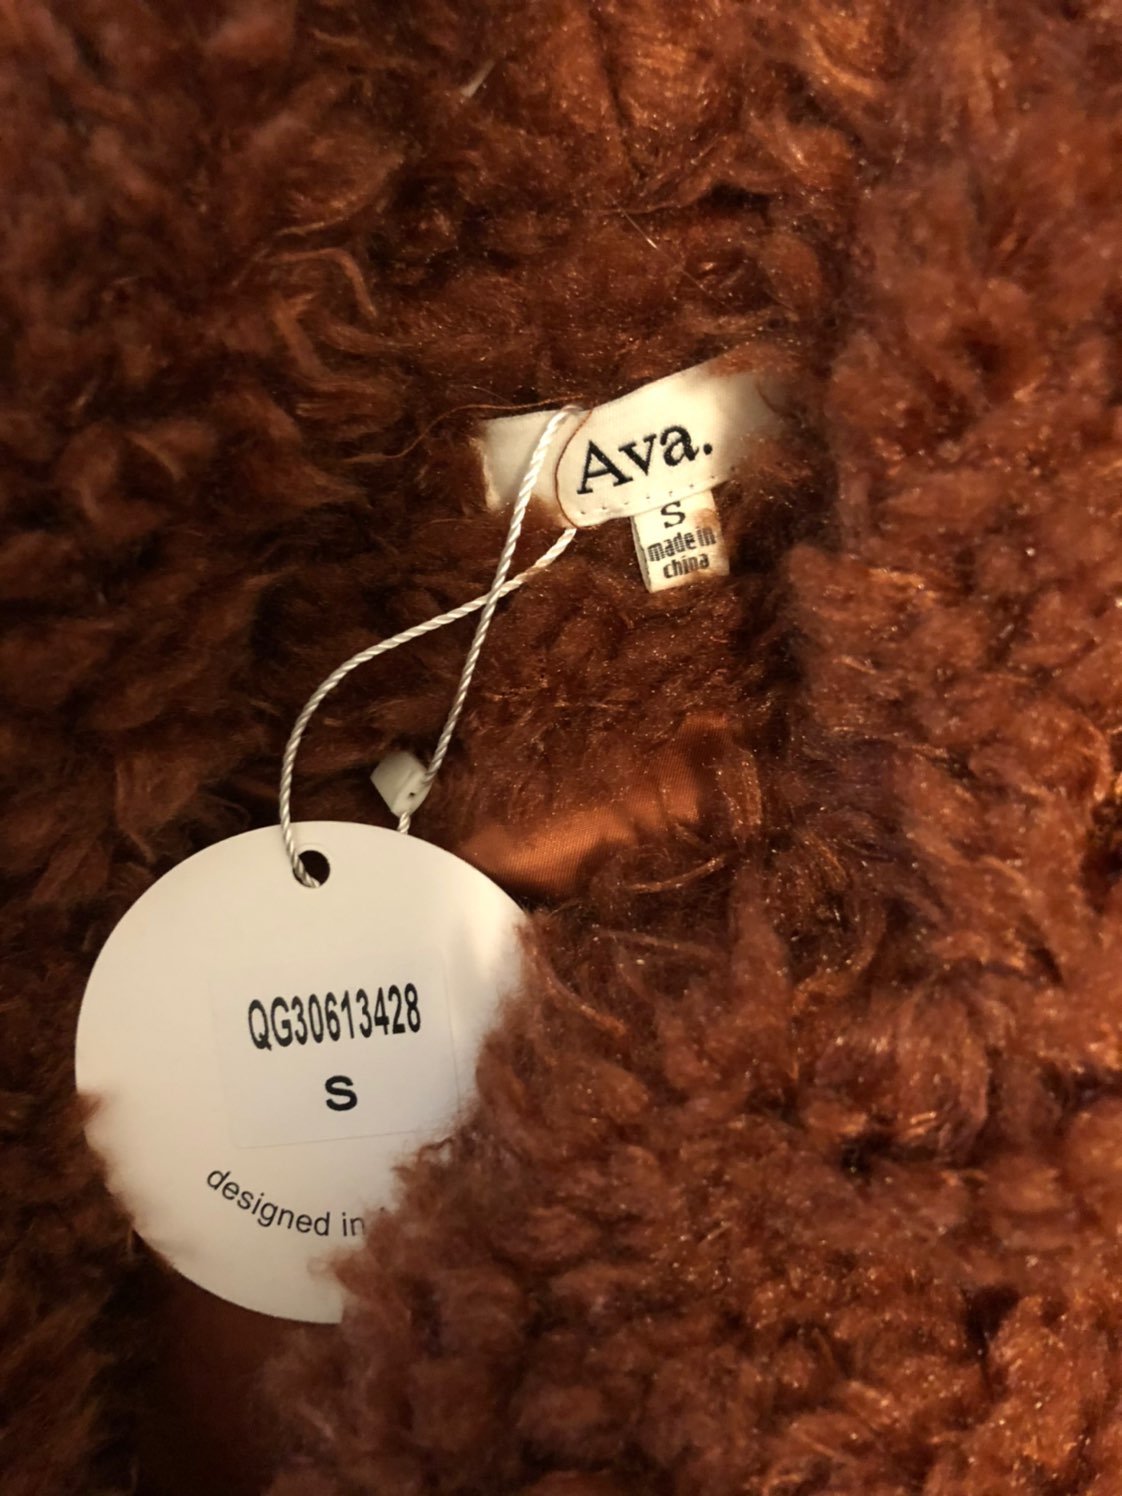 Ava.
S
made in
china
QG30613428
S
designed in